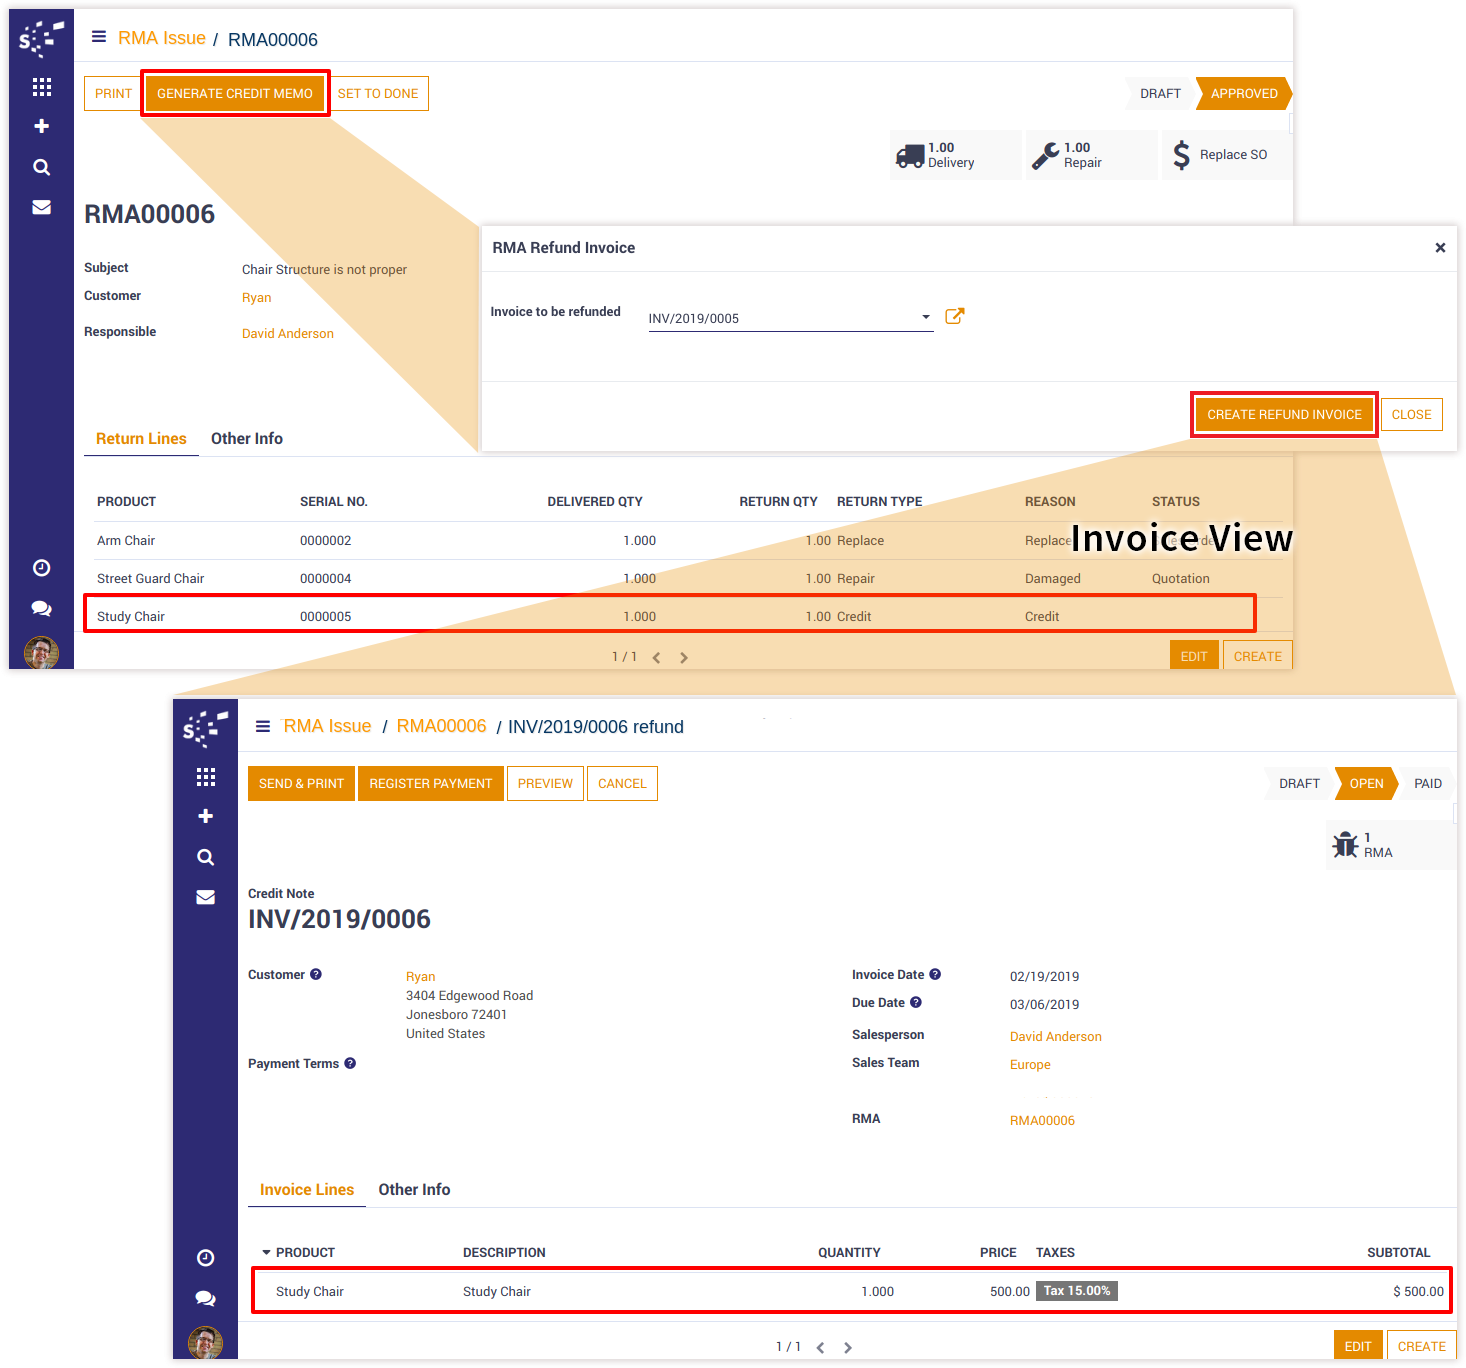 S
RMA Issue / RMA00006
PRINT GENERATE CREDIT MEMO SET TO DONE
DRAFT APPROVED
1.00 Delivery
1.00 Repair
Replace SO
RMA00006
Subject Chair Structure is not proper
Customer Ryan
Responsible David Anderson
RMA Refund Invoice
Invoice to be refunded INV/2019/0005
CREATE REFUND INVOICE CLOSE
Return Lines Other Info
PRODUCT SERIAL NO. DELIVERED QTY RETURN QTY RETURN TYPE REASON STATUS
Arm Chair 0000002 1.000 1.00 Replace Replace
Invoice View
Street Guard Chair 0000004 1.000 1.00 Repair Damaged Quotation
Study Chair 0000005 1.000 1.00 Credit Credit
1 / 1
EDIT CREATE
S
RMA Issue / RMA00006 / INV/2019/0006 refund
SEND & PRINT REGISTER PAYMENT PREVIEW CANCEL
DRAFT OPEN PAID
1 RMA
Credit Note
INV/2019/0006
Customer Ryan
3404 Edgewood Road
Jonesboro 72401
United States
Payment Terms
Invoice Date 02/19/2019
Due Date 03/06/2019
Salesperson David Anderson
Sales Team Europe
RMA RMA00006
Invoice Lines Other Info
PRODUCT DESCRIPTION QUANTITY PRICE TAXES SUBTOTAL
Study Chair Study Chair 1.000 500.00 Tax 15.00% $ 500.00
1 / 1
EDIT CREATE